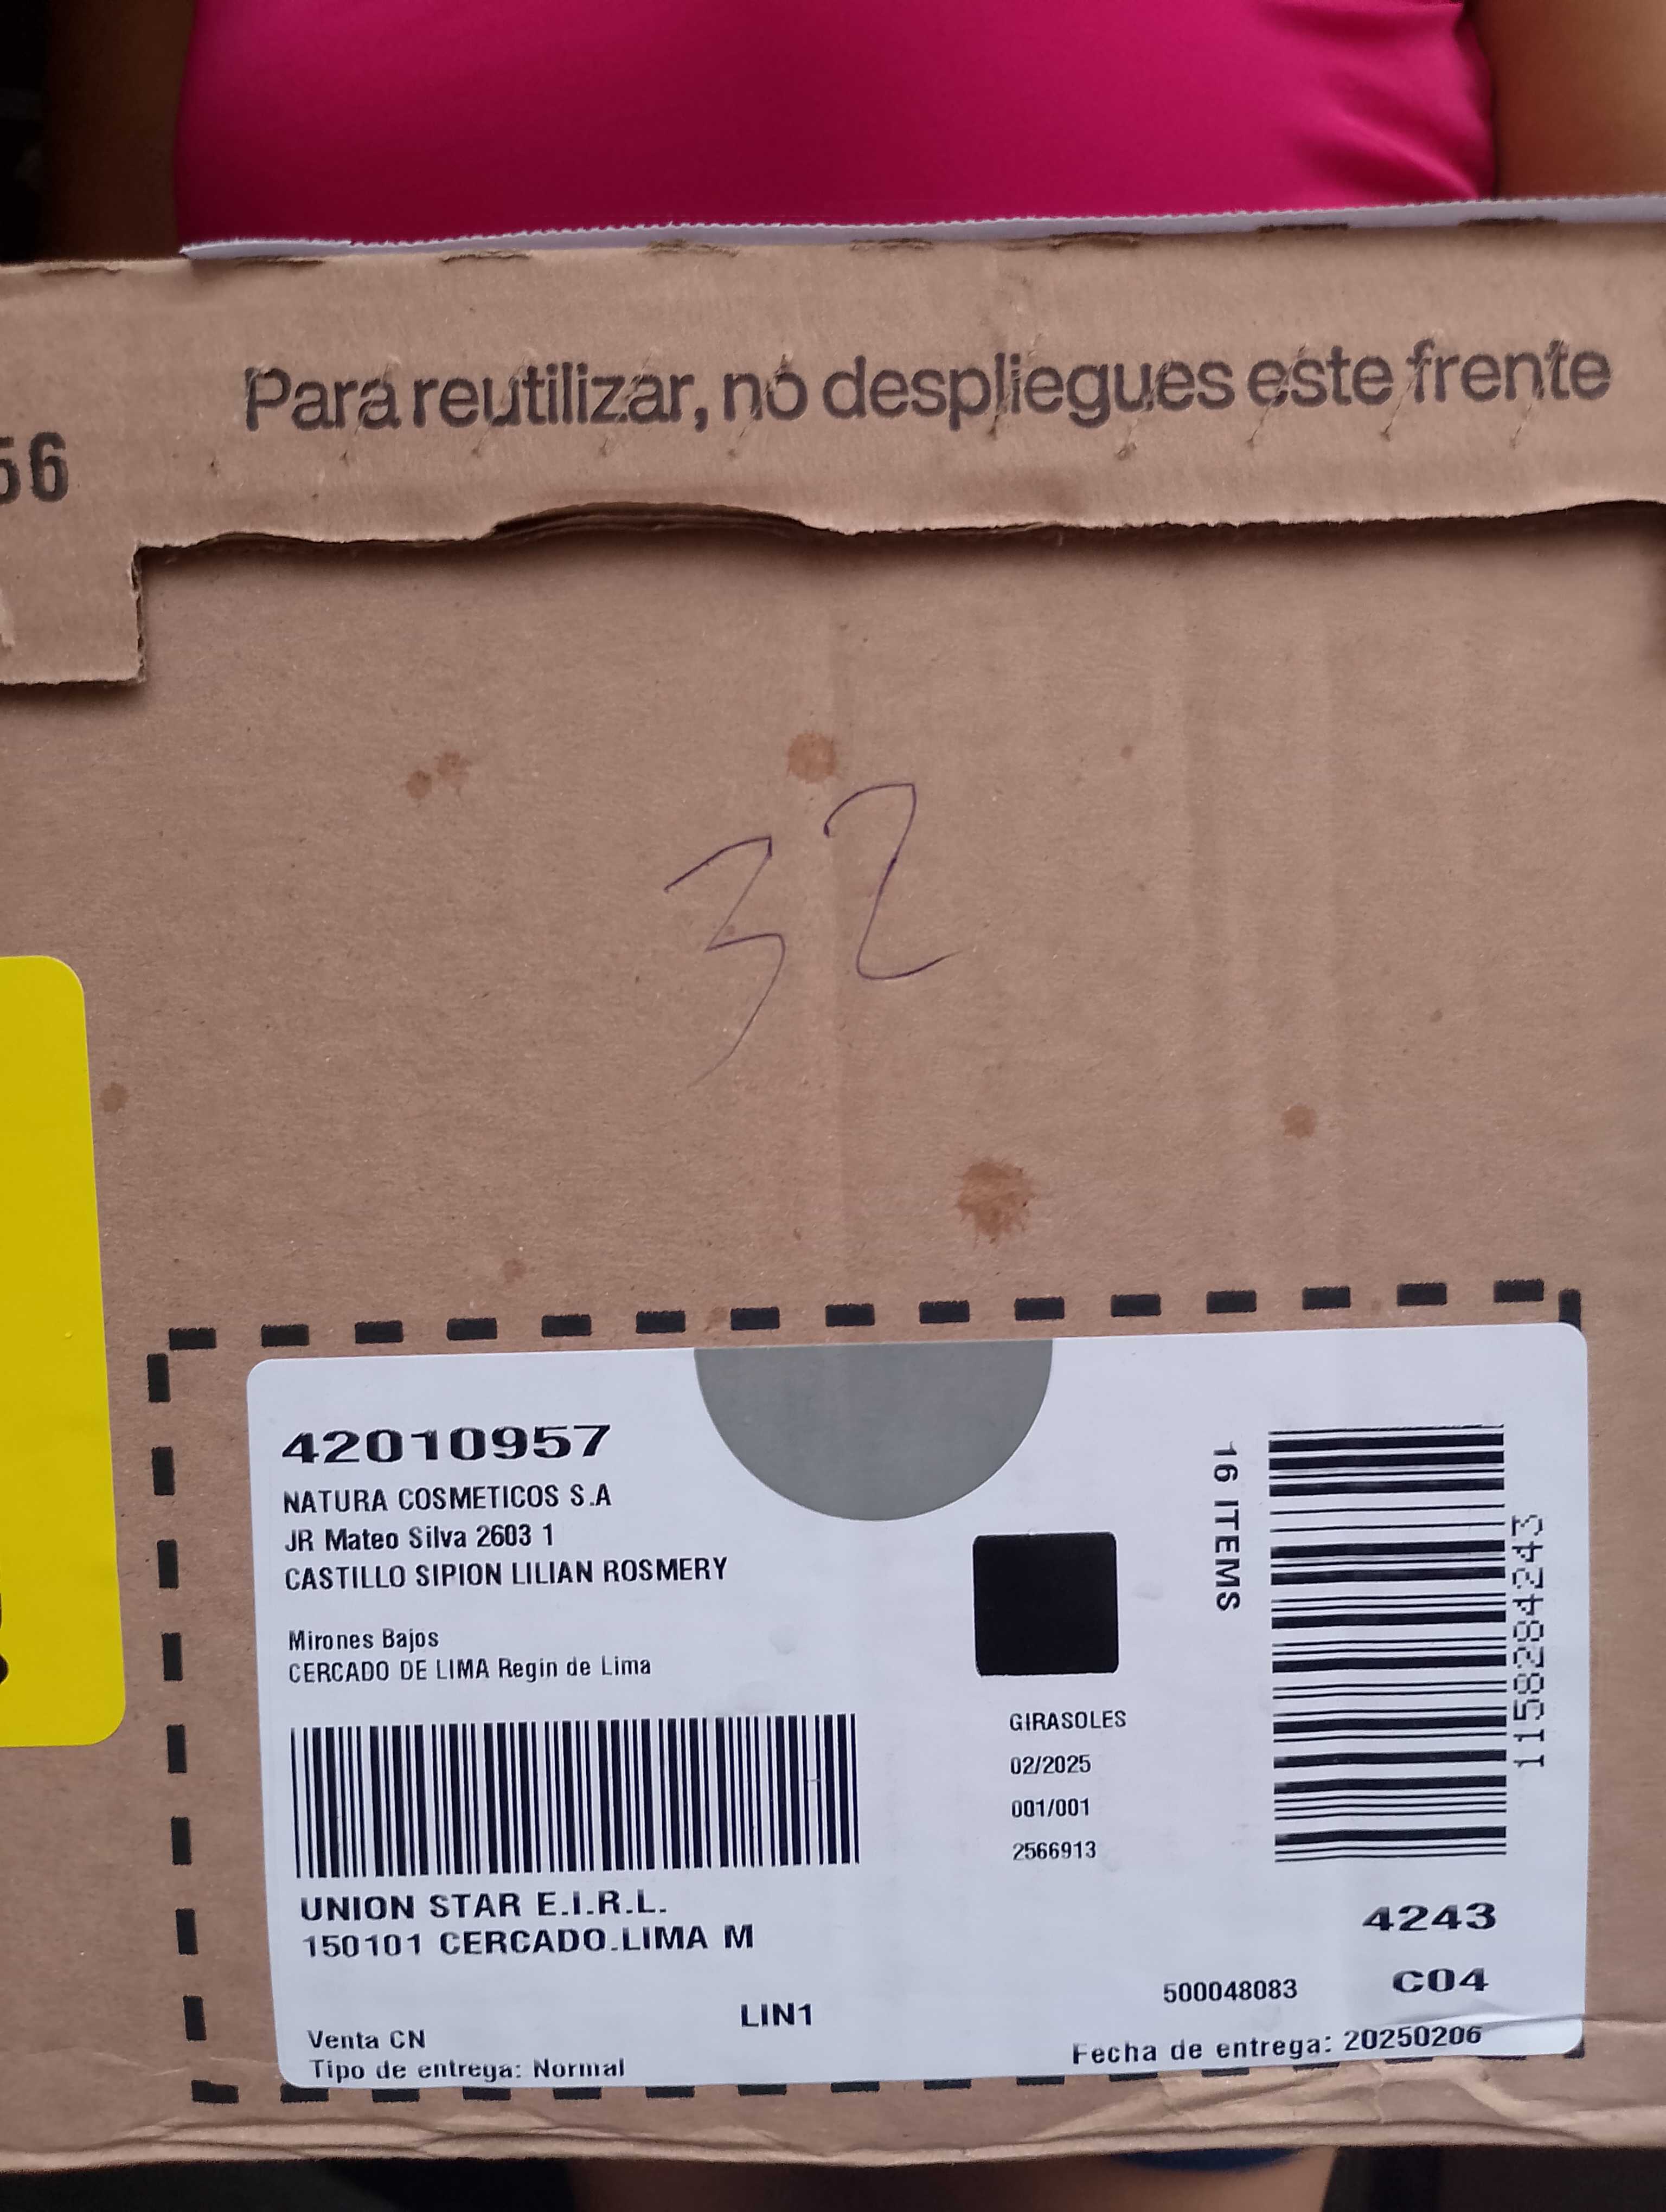 Para reutilizar, no despliegues este frente
56
32
42010957
NATURA COSMETICOS S.A
JR Mateo Silva 2603 1
CASTILLO SIPION LILIAN ROSMERY
Mirones Bajos
CERCADO DE LIMA Regin de Lima
16 ITEMS
1158284243
GIRASOLES
02/2025
001/001
2566913
UNION STAR E.I.R.L.
150101 CERCADO.LIMA M
4243
500048083 C04
LIN1
Venta CN
Tipo de entrega: Normal
Fecha de entrega: 20250206